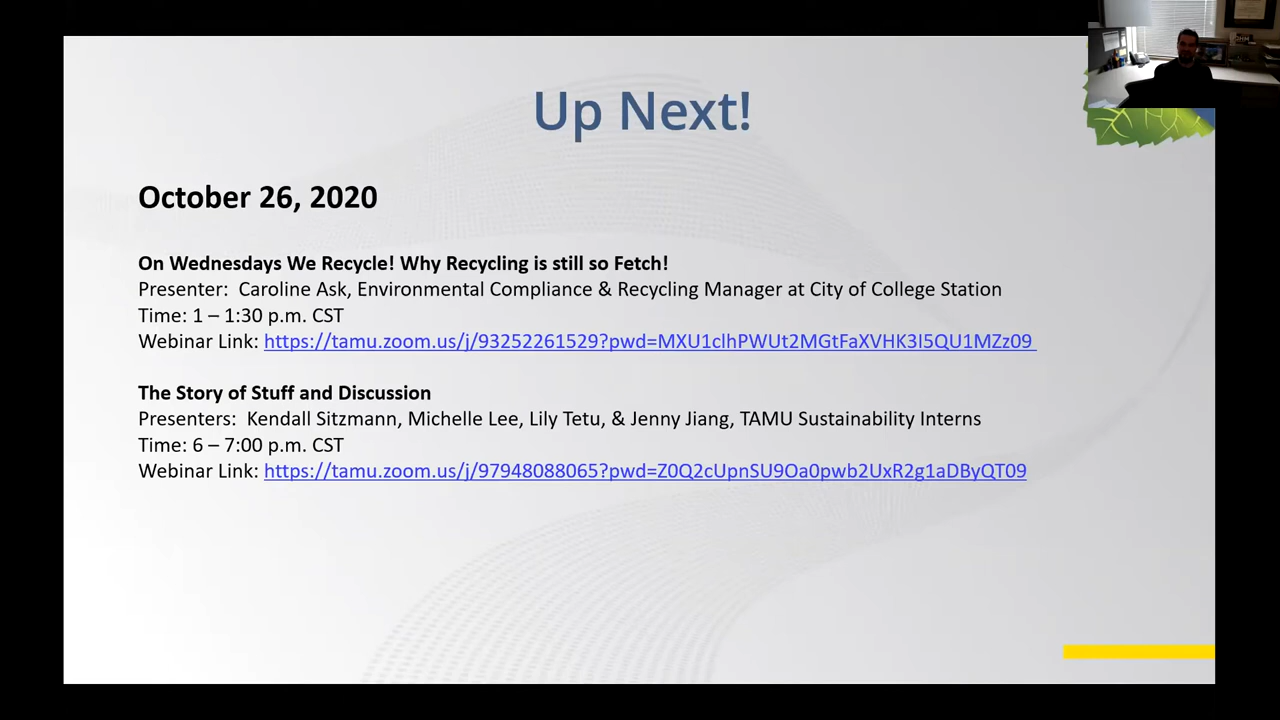 Up Next!
October 26, 2020
On Wednesdays We Recycle! Why Recycling is still so Fetch!
Presenter: Caroline Ask, Environmental Compliance & Recycling Manager at City of College Station
Time: 1 – 1:30 p.m. CST
Webinar Link: https://tamu.zoom.us/j/93252261529?pwd=MXU1clhPWUt2MGtFaXVHK3I5QU1MZz09
The Story of Stuff and Discussion
Presenters: Kendall Sitzmann, Michelle Lee, Lily Tetu, & Jenny Jiang, TAMU Sustainability Interns
Time: 6 – 7:00 p.m. CST
Webinar Link: https://tamu.zoom.us/j/97948088065?pwd=Z0Q2cUpnSU9Oa0pwb2UxR2g1aDByQT09